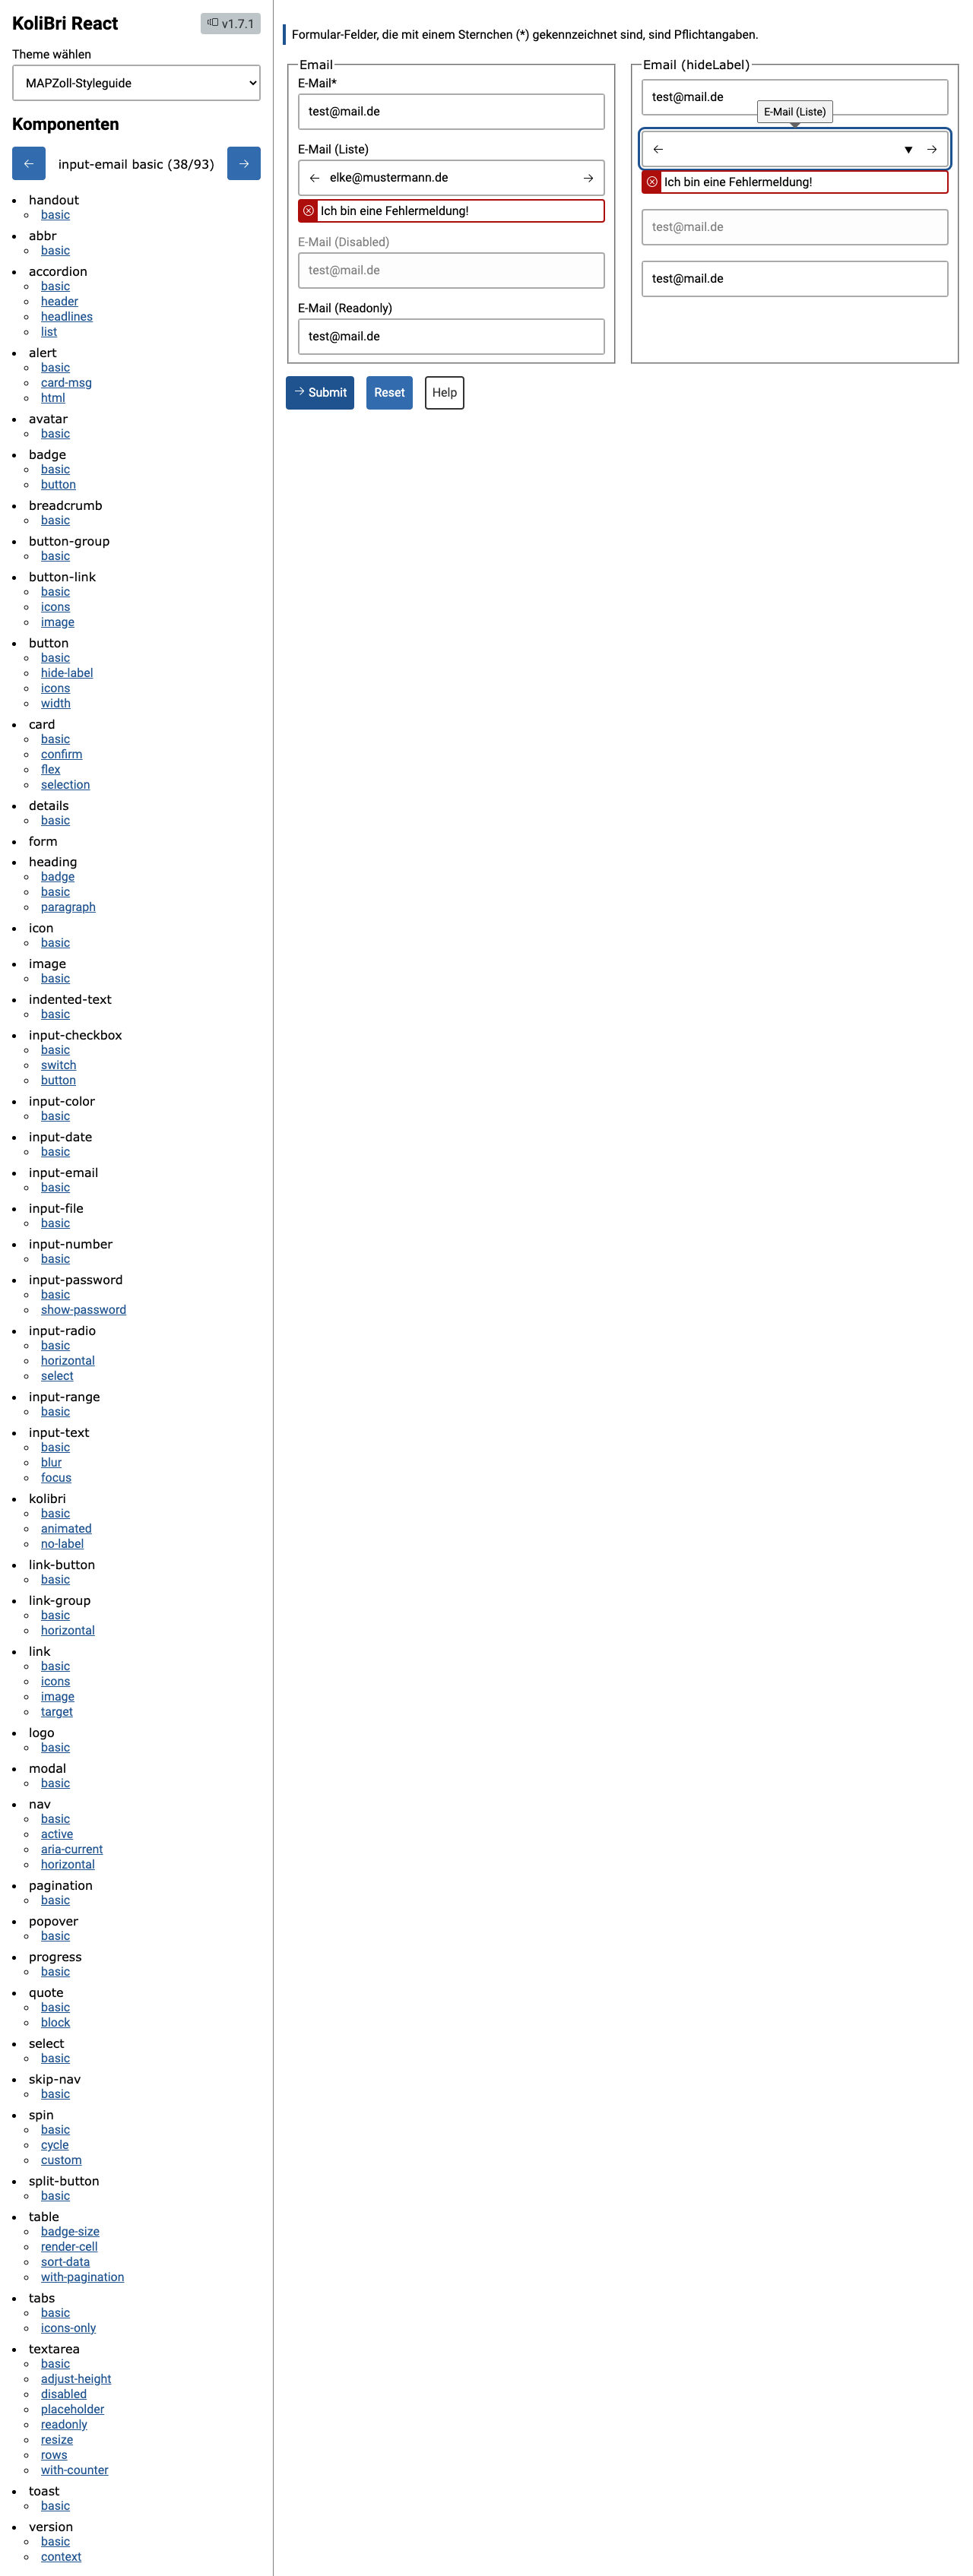 KoliBri React
v1.7.1
Theme wählen
MAPZoll-Styleguide
Komponenten
← input-email basic (38/93) →
handout
basic
abbr
basic
accordion
basic
header
headlines
list
alert
basic
card-msg
html
avatar
basic
badge
basic
button
breadcrumb
basic
button-group
basic
button-link
basic
icons
image
button
basic
hide-label
icons
width
card
basic
confirm
flex
selection
details
basic
form
heading
badge
basic
paragraph
icon
basic
image
basic
indented-text
basic
input-checkbox
basic
switch
button
input-color
basic
input-date
basic
input-email
basic
input-file
basic
input-number
basic
input-password
basic
show-password
input-radio
basic
horizontal
select
input-range
basic
input-text
basic
blur
focus
kolibri
basic
animated
no-label
link-button
basic
link-group
basic
horizontal
link
basic
icons
image
target
logo
basic
modal
basic
nav
basic
active
aria-current
horizontal
pagination
basic
popover
basic
progress
basic
quote
basic
block
select
basic
skip-nav
basic
spin
basic
cycle
custom
split-button
basic
table
badge-size
render-cell
sort-data
with-pagination
tabs
basic
icons-only
textarea
basic
adjust-height
disabled
placeholder
readonly
resize
rows
with-counter
toast
basic
version
basic
context
Formular-Felder, die mit einem Sternchen (*) gekennzeichnet sind, sind Pflichtangaben.
Email
E-Mail*
test@mail.de
E-Mail (Liste)
← elke@mustermann.de →
Ich bin eine Fehlermeldung!
E-Mail (Disabled)
test@mail.de
E-Mail (Readonly)
test@mail.de
Email (hideLabel)
test@mail.de
E-Mail (Liste)
← ▼ →
Ich bin eine Fehlermeldung!
test@mail.de
test@mail.de
→ Submit
Reset
Help